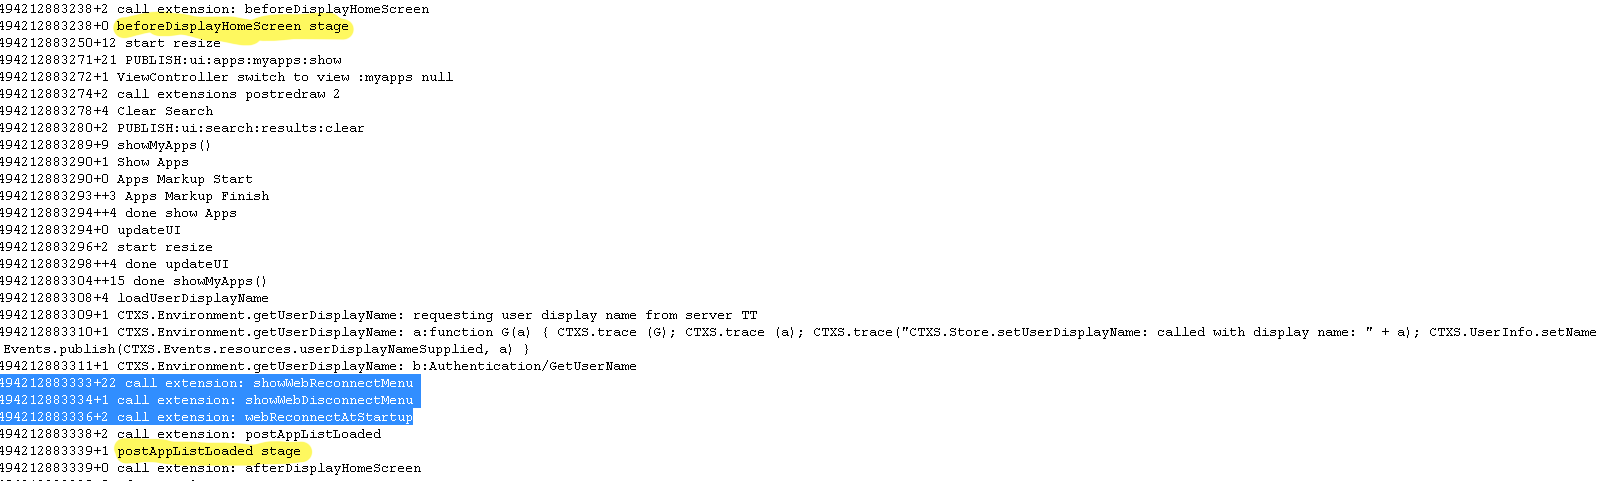 494212883238+2 call extension: beforeDisplayHomeScreen
494212883238+0 beforeDisplayHomeScreen stage
494212883250+12 start resize
494212883271+21 PUBLISH:ui:apps:myapps:show
494212883272+1 ViewController switch to view :myapps null
494212883274+2 call extensions postredraw 2
494212883278+4 Clear Search
494212883280+2 PUBLISH:ui:search:results:clear
494212883289+9 showMyApps()
494212883290+1 Show Apps
494212883290+0 Apps Markup Start
494212883293++3 Apps Markup Finish
494212883294++4 done show Apps
494212883294+0 updateUI
494212883296+2 start resize
494212883298++4 done updateUI
494212883304++15 done showMyApps()
494212883308+4 loadUserDisplayName
494212883309+1 CTXS.Environment.getUserDisplayName: requesting user display name from server TT
494212883310+1 CTXS.Environment.getUserDisplayName: a:function G(a) { CTXS.trace (G); CTXS.trace (a); CTXS.trace("CTXS.Store.setUserDisplayName: called with display name: " + a); CTXS.UserInfo.setName
Events.publish(CTXS.Events.resources.userDisplayNameSupplied, a) }
494212883311+1 CTXS.Environment.getUserDisplayName: b:Authentication/GetUserName
494212883333+22 call extension: showWebReconnectMenu
494212883334+1 call extension: showWebDisconnectMenu
494212883336+2 call extension: webReconnectAtStartup
494212883338+2 call extension: postAppListLoaded
494212883339+1 postAppListLoaded stage
494212883339+0 call extension: afterDisplayHomeScreen